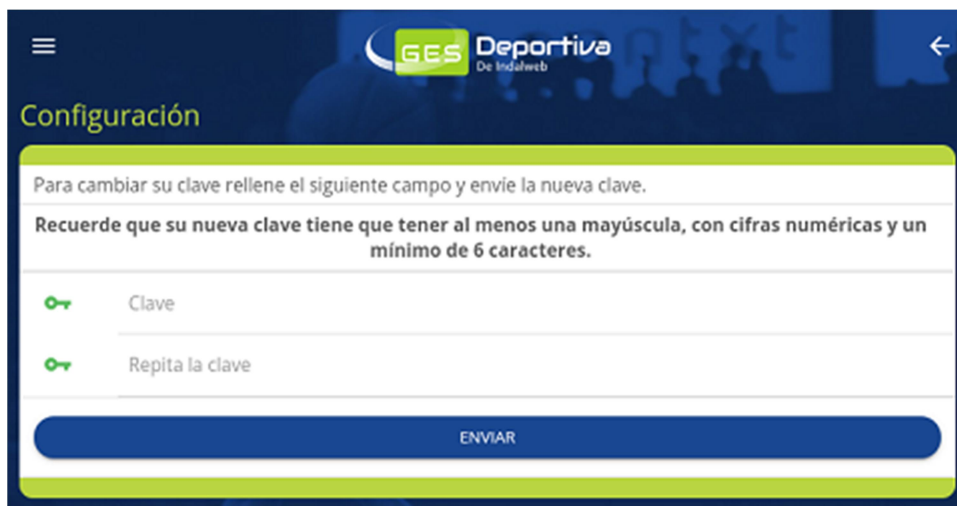 GES Deportiva
De Indalweb
Configuración
Para cambiar su clave rellene el siguiente campo y envíe la nueva clave.
Recuerde que su nueva clave tiene que tener al menos una mayúscula, con cifras numéricas y un
mínimo de 6 caracteres.
Clave
Repita la clave
ENVIAR